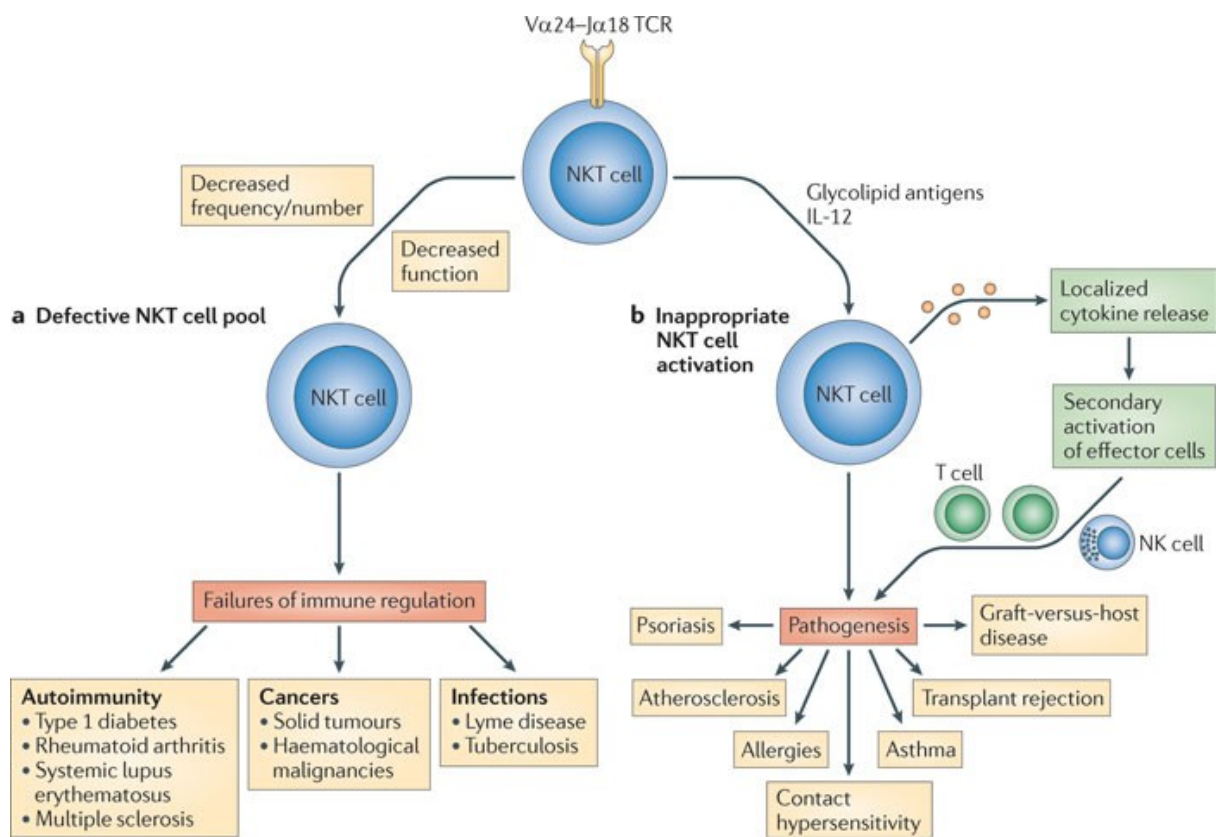 Vα24–Jα18 TCR
NKT cell
Decreased
frequency/number
Decreased
function
Glycolipid antigens
IL-12
a Defective NKT cell pool
NKT cell
Failures of immune regulation
Autoimmunity
• Type 1 diabetes
• Rheumatoid arthritis
• Systemic lupus
erythematosus
• Multiple sclerosis
Cancers
• Solid tumours
• Haematological
malignancies
Infections
• Lyme disease
• Tuberculosis
b Inappropriate
NKT cell
activation
NKT cell
Localized
cytokine release
Secondary
activation
of effector cells
T cell
NK cell
Pathogenesis
Psoriasis
Graft-versus-host
disease
Atherosclerosis
Transplant rejection
Allergies
Asthma
Contact
hypersensitivity